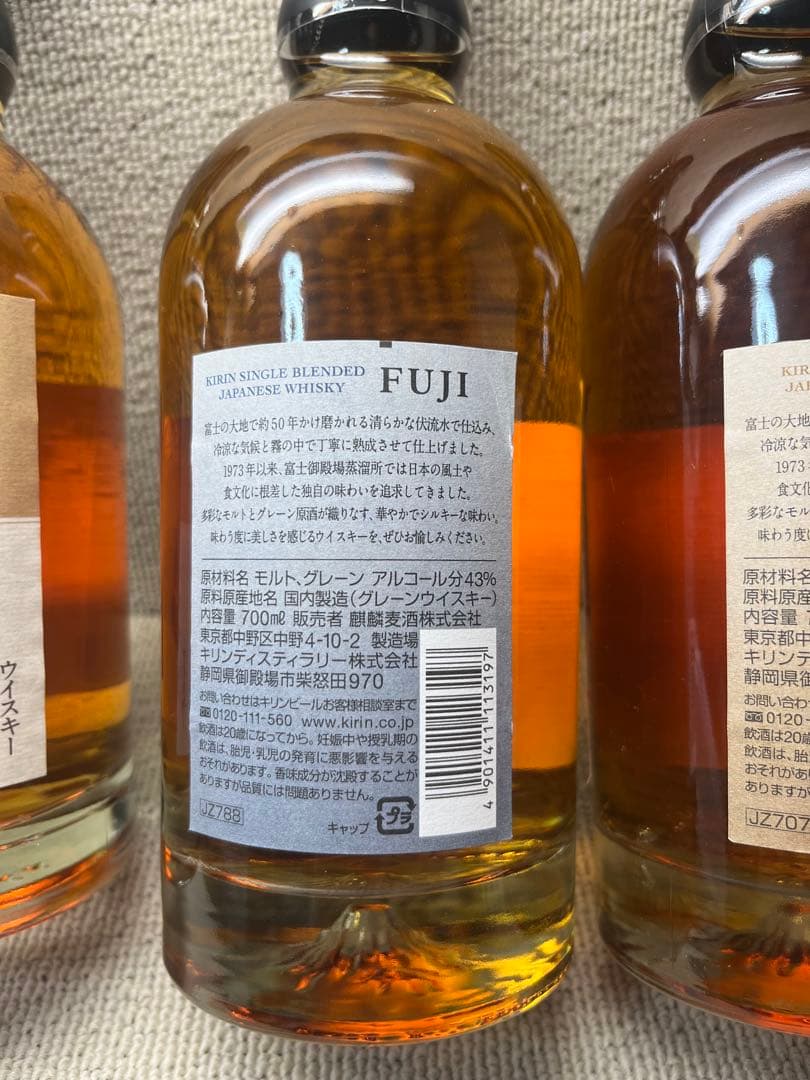 KIRIN SINGLE BLENDED
JAPANESE WHISKY
FUJI
富士の大地で約50年かけ磨かれる清らかな伏流水で仕込み、
冷涼な気候と霧の中で丁寧に熟成させて仕上げました。
1973年以来、富士御殿場蒸溜所では日本の風土や
食文化に根差した独自の味わいを追求してきました。
多彩なモルトとグレーン原酒が織りなす、華やかでシルキーな味わい。
味わう度に美しさを感じるウイスキーを、ぜひお愉しみください。
原材料名 モルト、グレーン アルコール分43%
原料原産地名 国内製造(グレーンウイスキー)
内容量 700mℓ 販売者 麒麟麦酒株式会社
東京都中野区中野4-10-2 製造場
キリンディスティラリー株式会社
静岡県御殿場市柴怒田970
お問い合わせはキリンビールお客様相談室まで
0120-111-560 www.kirin.co.jp
飲酒は20歳になってから。妊娠中や授乳期の
飲酒は、胎児・乳児の発育に悪影響を与える
おそれがあります。香味成分が沈殿することが
ありますが品質には問題ありません。
JZ788
キャップ プラ
4 901411 113197
ウイスキー
KIRI
JAP
富士の大地
冷涼な気
1973
食文化
多彩なモル
味わう度に
原材料名
原料原産
内容量
東京都中
キリンデ
静岡県御
お問い合わ
0120
飲酒は20歳
飲酒は、胎
おそれがあ
ありますが
JZ707